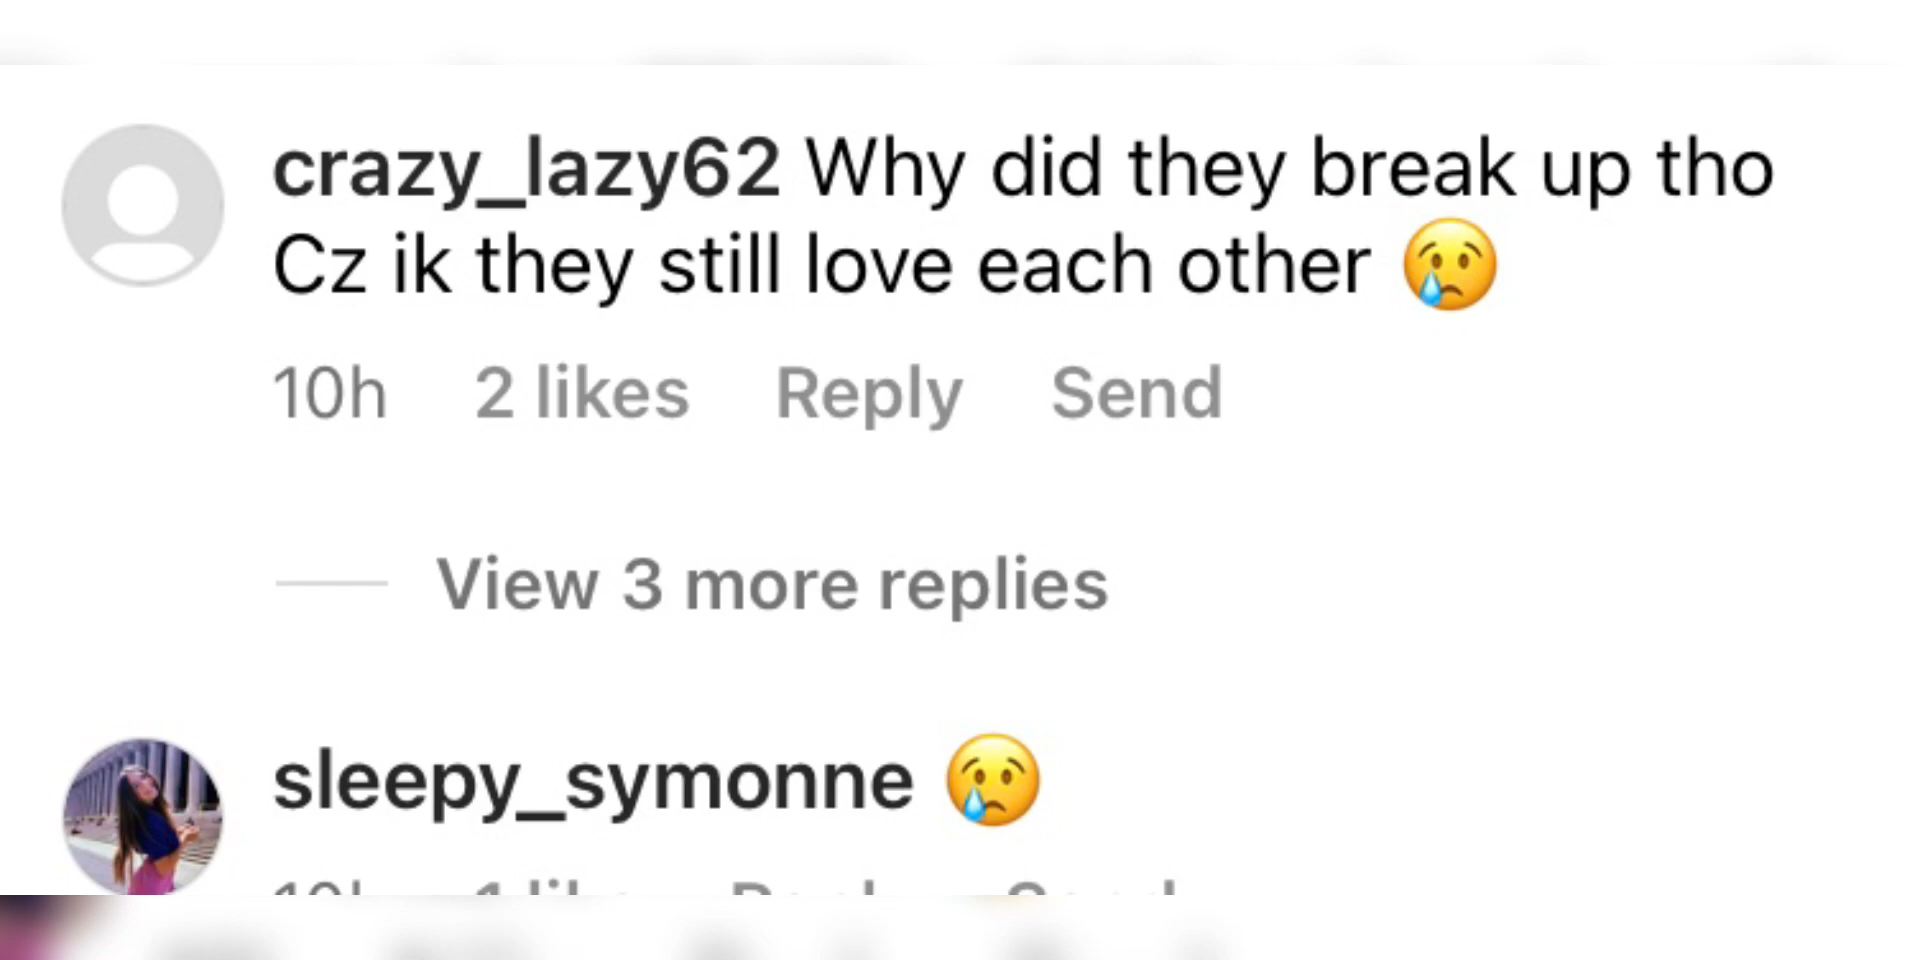 crazy_lazy62 Why did they break up tho
Cz ik they still love each other 😢
10h 2 likes Reply Send
View 3 more replies
sleepy_symonne 😢